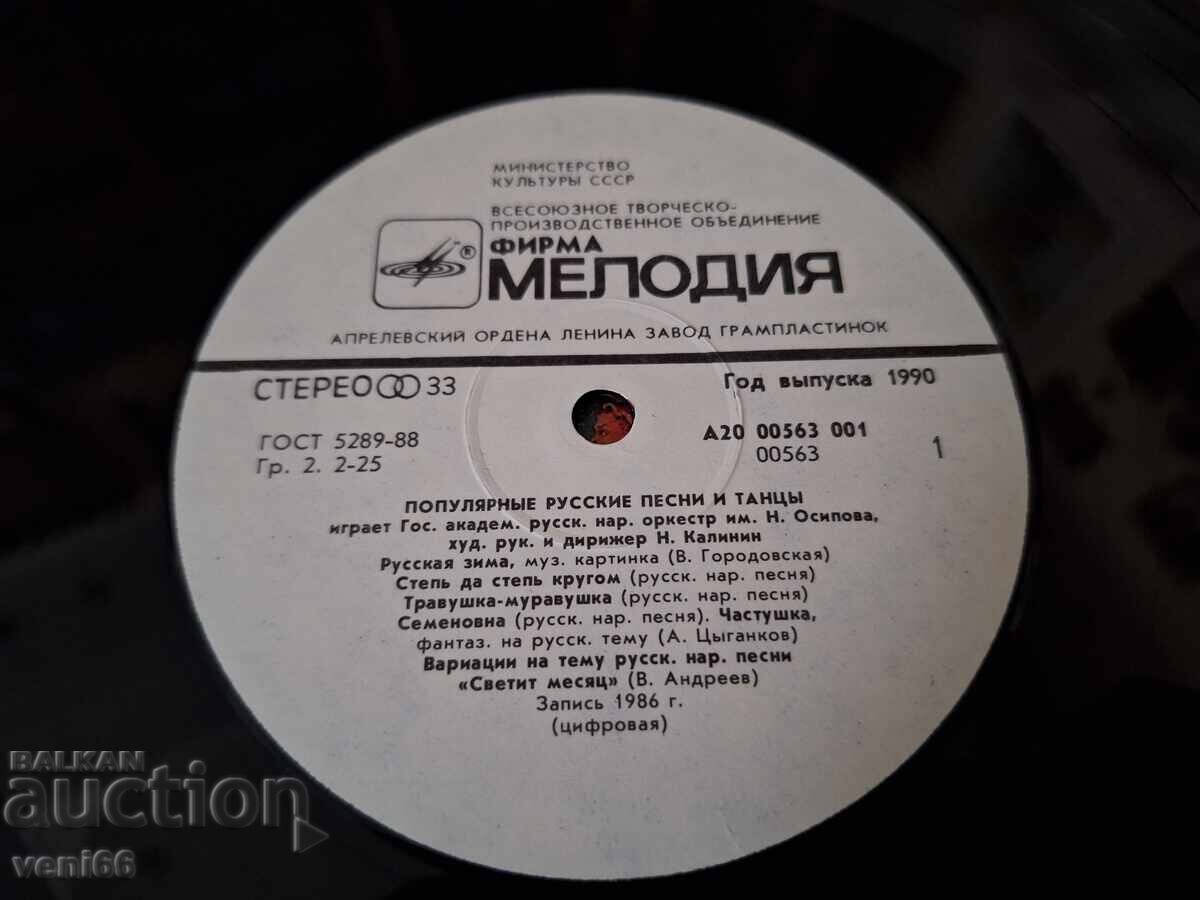 МИНИСТЕРСТВО
КУЛЬТУРЫ СССР
ВСЕСОЮЗНОЕ ТВОРЧЕСКО-
ПРОИЗВОДСТВЕННОЕ ОБЪЕДИНЕНИЕ
®
ФИРМА
МЕЛОДИЯ
АПРЕЛЕВСКИЙ ОРДЕНА ЛЕНИНА ЗАВОД ГРАМПЛАСТИНОК
СТЕРЕО 33
Год выпуска 1990
ГОСТ 5289-88
Гр. 2. 2-25
А20 00563 001
00563
1
ПОПУЛЯРНЫЕ РУССКИЕ ПЕСНИ И ТАНЦЫ
играет Гос. академ. русск. нар. оркестр им. Н. Осипова,
худ. рук. и дирижер Н. Калинин
Русская зима, муз. картинка (В. Городовская)
Степь да степь кругом (русск. нар. песня)
Травушка-муравушка (русск. нар. песня)
Семеновна (русск. нар. песня). Частушка,
фантаз. на русск. тему (А. Цыганков)
Вариации на тему русск. нар. песни
«Светит месяц» (В. Андреев)
Запись 1986 г.
(цифровая)
BALKAN
auction
veni66